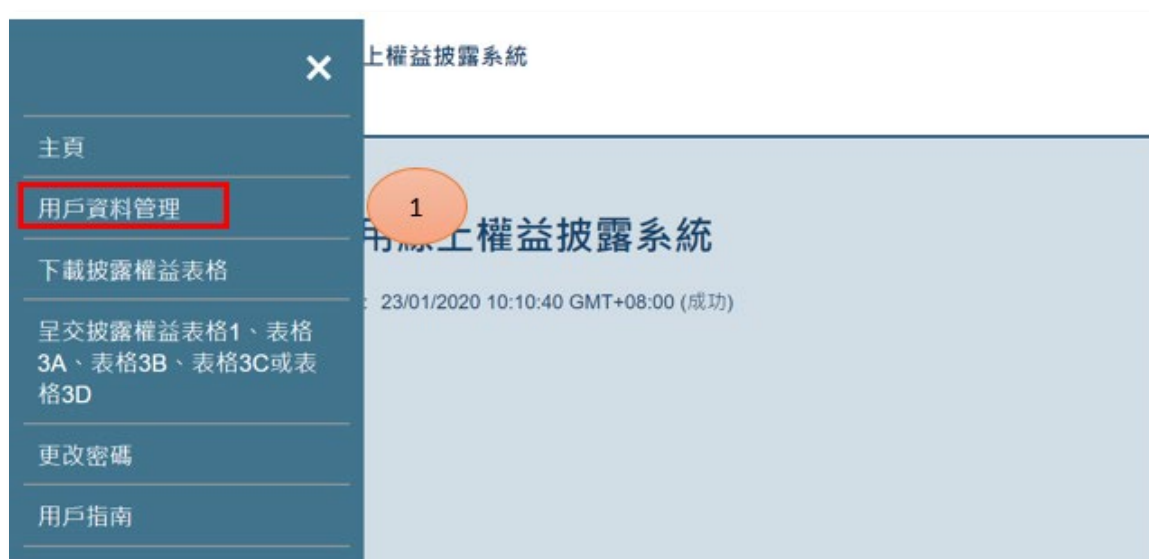 上權益披露系統
主頁
用戶資料管理
1
用線上權益披露系統
下載披露權益表格
: 23/01/2020 10:10:40 GMT+08:00 (成功)
呈交披露權益表格1、表格
3A、表格3B、表格3C或表
格3D
更改密碼
用戶指南